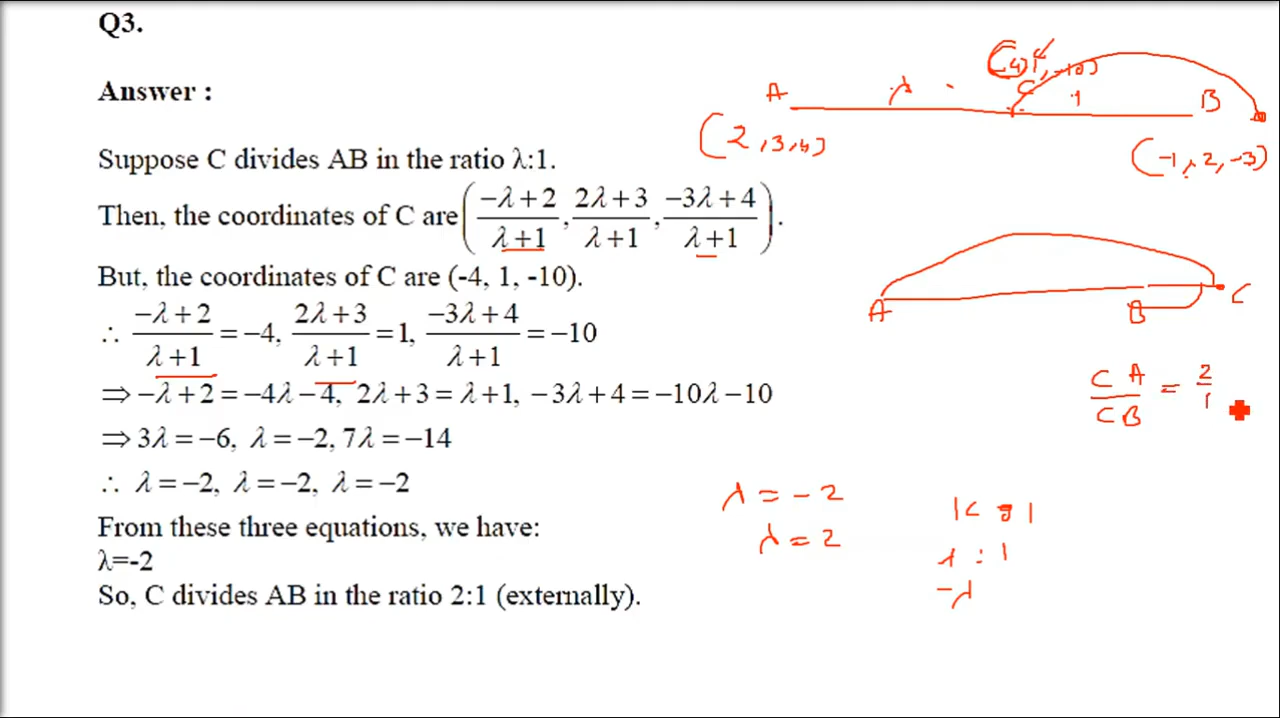 Q3.
Answer :
Suppose C divides AB in the ratio λ:1.
Then, the coordinates of C are ((-λ+2)/(λ+1), (2λ+3)/(λ+1), (-3λ+4)/(λ+1)).
But, the coordinates of C are (-4, 1, -10).
∴ (-λ+2)/(λ+1) = -4, (2λ+3)/(λ+1) = 1, (-3λ+4)/(λ+1) = -10
⇒ -λ+2 = -4λ-4, 2λ+3 = λ+1, -3λ+4 = -10λ-10
⇒ 3λ = -6, λ = -2, 7λ = -14
∴ λ = -2, λ = -2, λ = -2
From these three equations, we have:
λ=-2
So, C divides AB in the ratio 2:1 (externally).
A λ C 1 B
(2,3,4) (-1, 2, -3)
A B C
CA/CB = 2/1
λ = -2
λ = 2
λ : 1
-λ